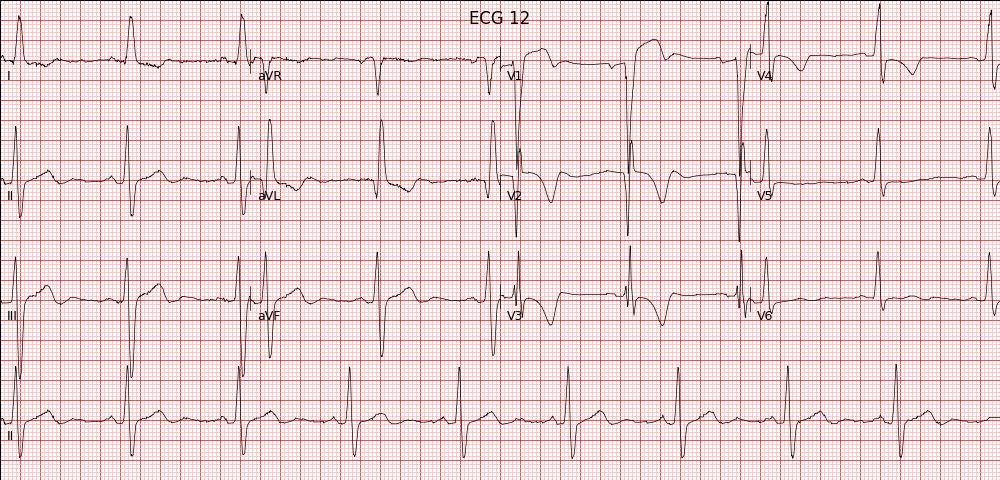 ECG 12
I aVR V1 V4
II aVL V2 V5
III aVF V3 V6
II